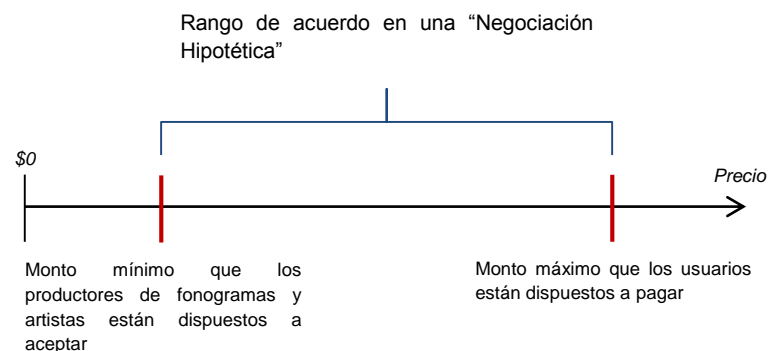 Rango de acuerdo en una “Negociación
Hipotética”
$0
Precio
Monto mínimo que los
productores de fonogramas y
artistas están dispuestos a
aceptar
Monto máximo que los usuarios
están dispuestos a pagar